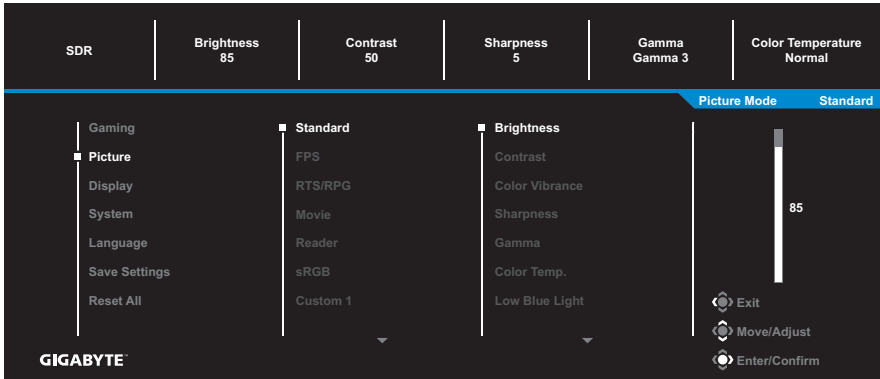 SDR
Brightness
85
Contrast
50
Sharpness
5
Gamma
Gamma 3
Color Temperature
Normal
Picture Mode Standard
Gaming
Picture
Display
System
Language
Save Settings
Reset All
Standard
FPS
RTS/RPG
Movie
Reader
sRGB
Custom 1
Brightness
Contrast
Color Vibrance
Sharpness
Gamma
Color Temp.
Low Blue Light
85
Exit
Move/Adjust
Enter/Confirm
GIGABYTE™